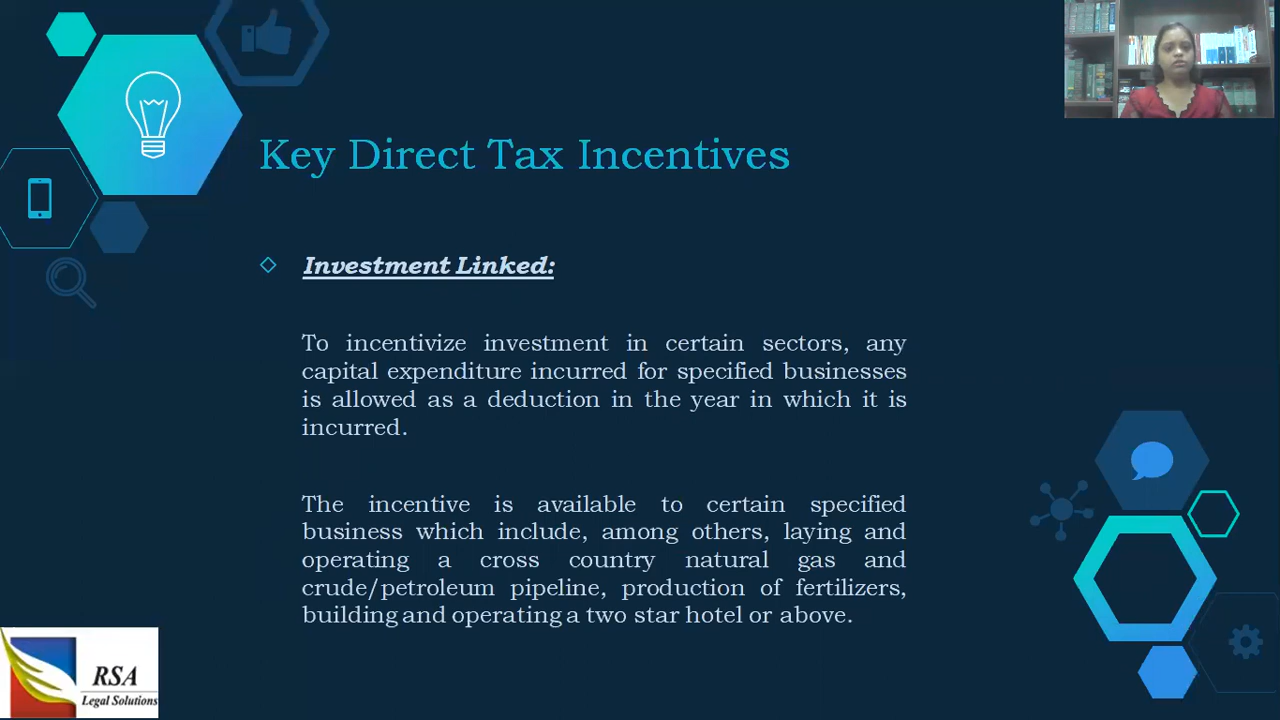 Key Direct Tax Incentives
Investment Linked:
To incentivize investment in certain sectors, any
capital expenditure incurred for specified businesses
is allowed as a deduction in the year in which it is
incurred.
The incentive is available to certain specified
business which include, among others, laying and
operating a cross country natural gas and
crude/petroleum pipeline, production of fertilizers,
building and operating a two star hotel or above.
RSA
Legal Solutions